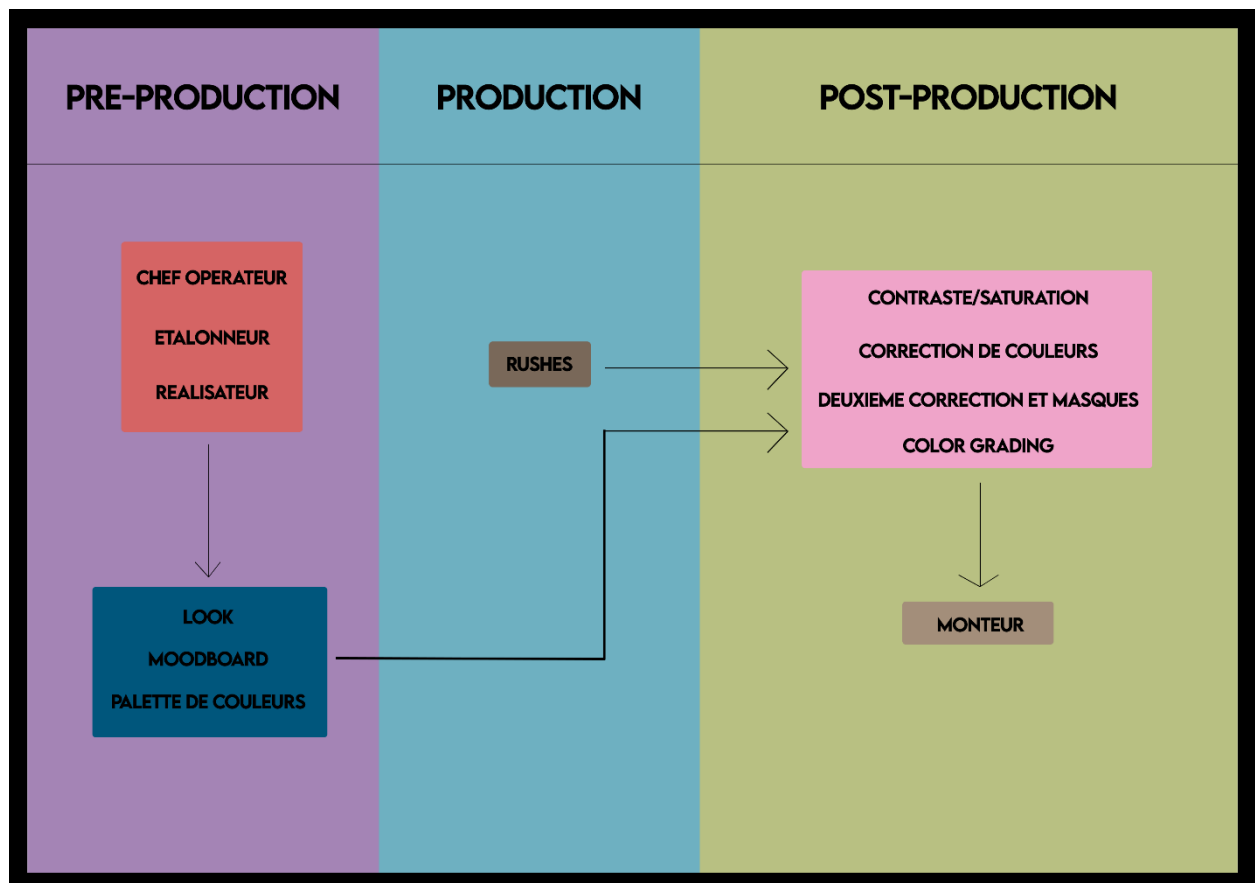 PRE-PRODUCTION
PRODUCTION
POST-PRODUCTION
CHEF OPERATEUR
ETALONNEUR
REALISATEUR
LOOK
MOODBOARD
PALETTE DE COULEURS
RUSHES
CONTRASTE/SATURATION
CORRECTION DE COULEURS
DEUXIEME CORRECTION ET MASQUES
COLOR GRADING
MONTEUR